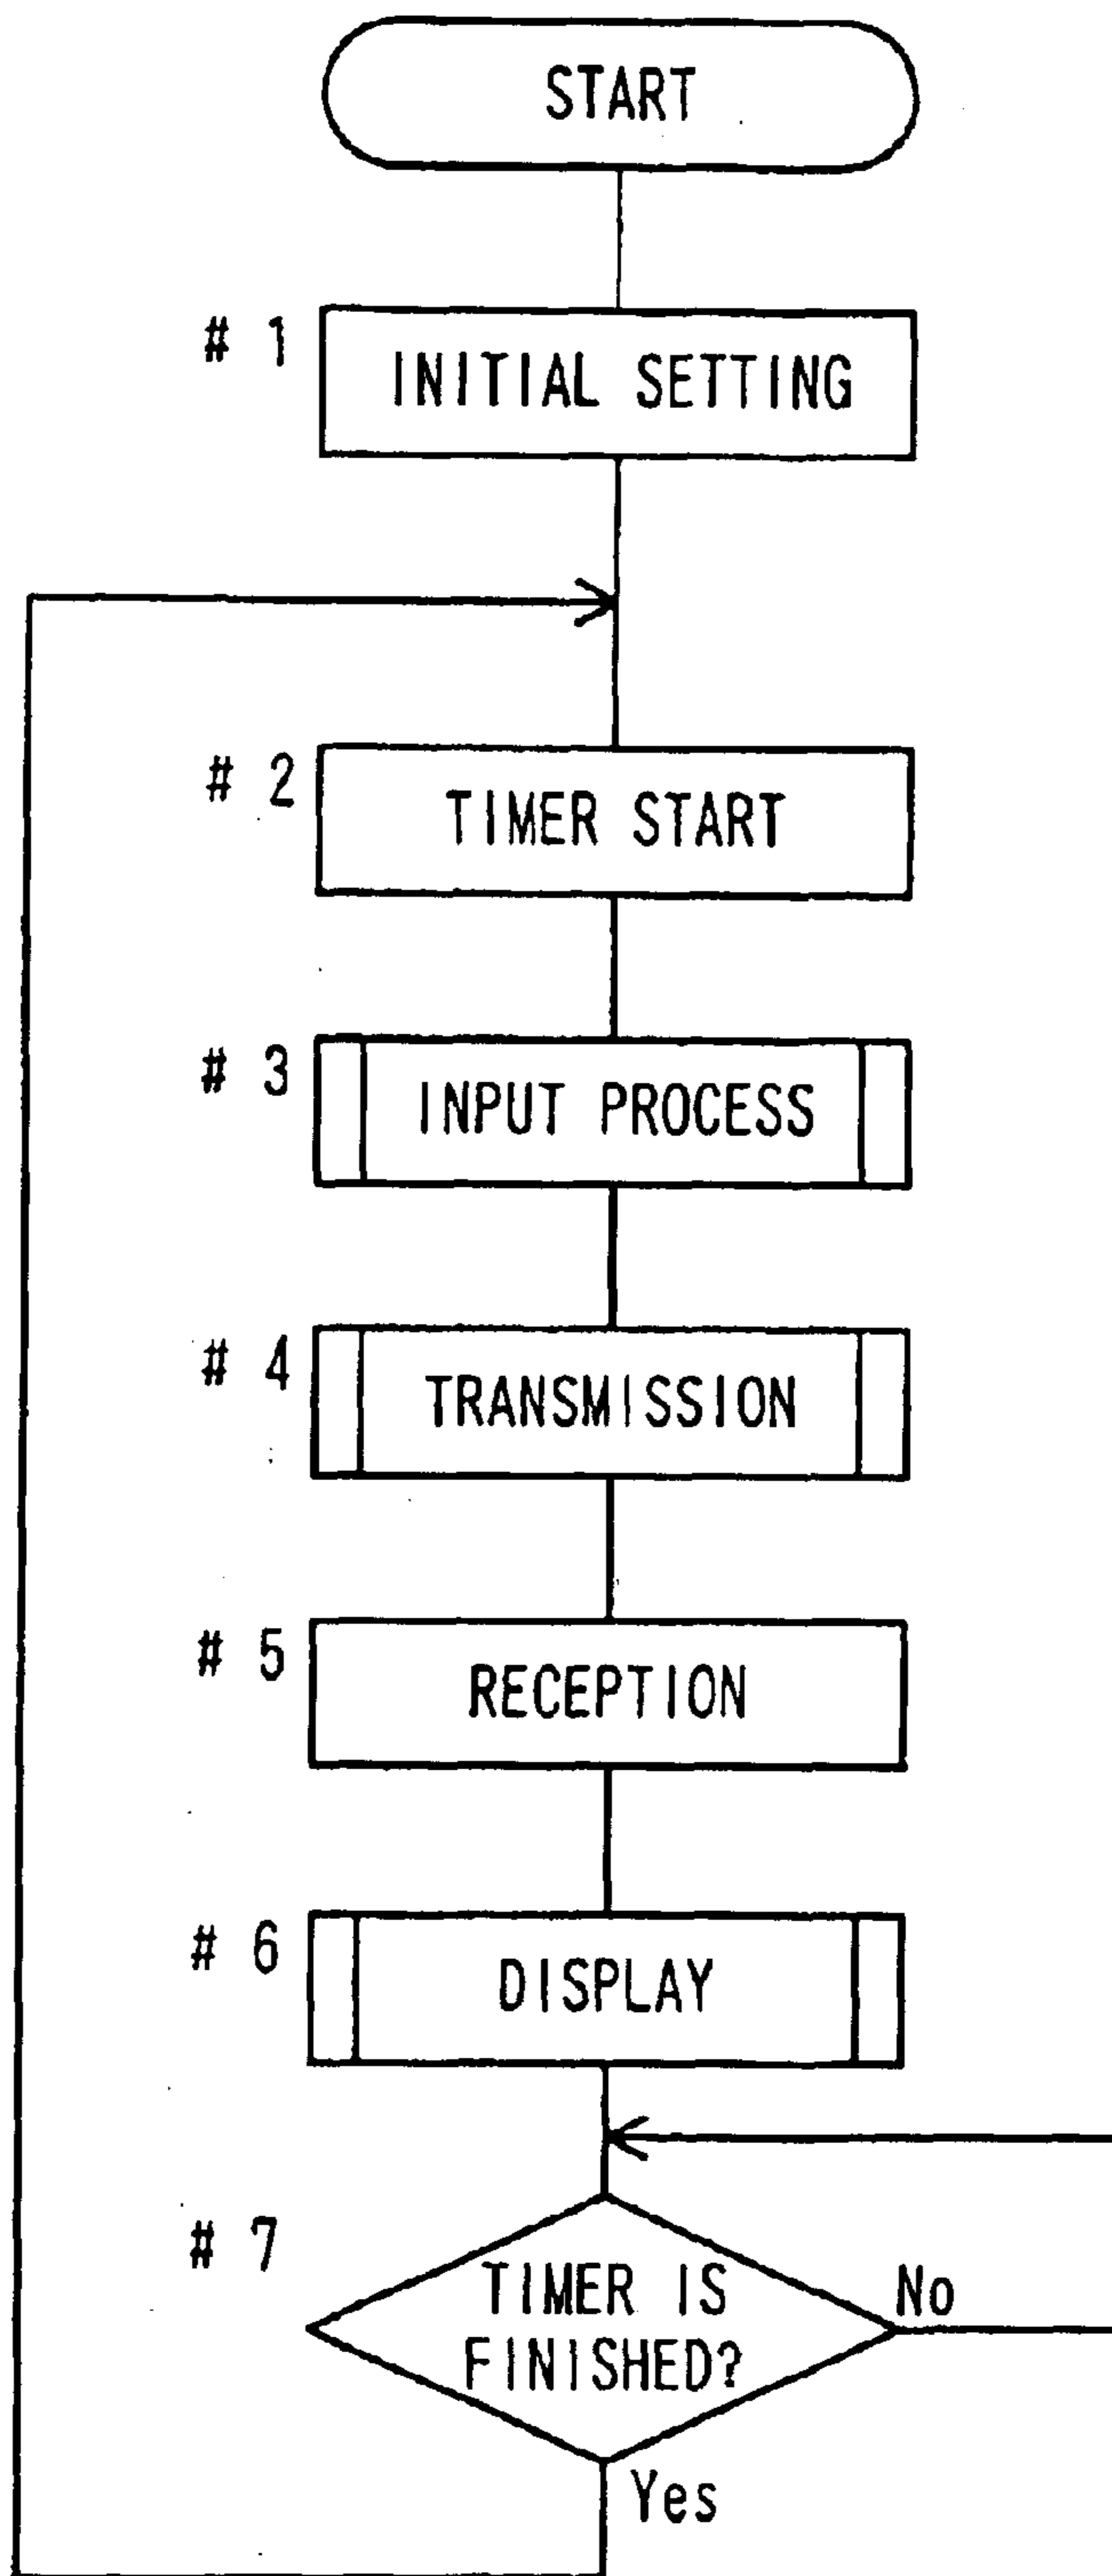 START
# 1
INITIAL SETTING
# 2
TIMER START
# 3
INPUT PROCESS
# 4
TRANSMISSION
# 5
RECEPTION
# 6
DISPLAY
# 7
TIMER IS
FINISHED?
No
Yes